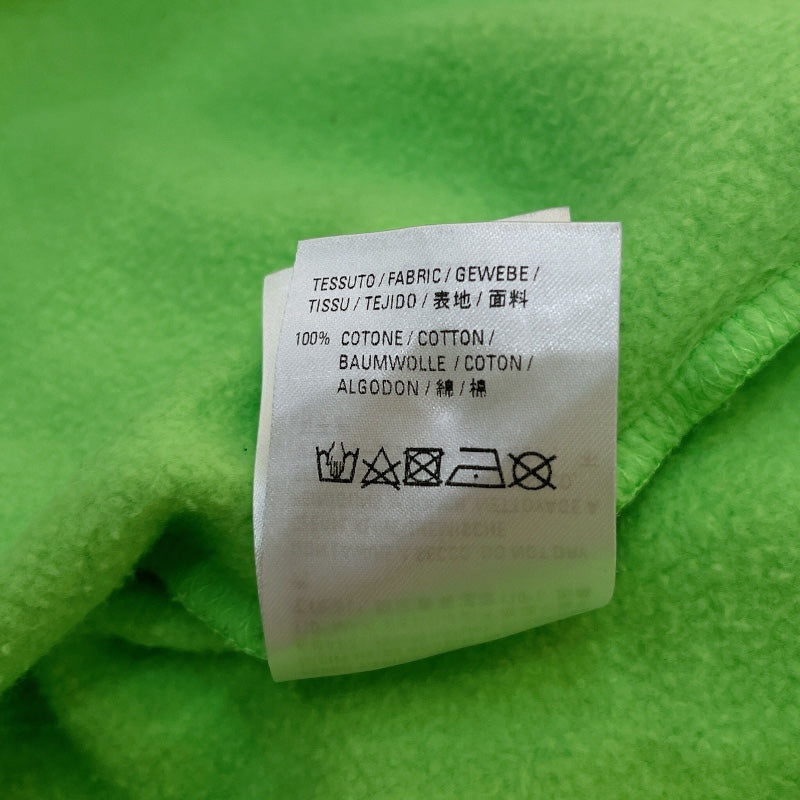 TESSUTO / FABRIC / GEWEBE /
TISSU / TEJIDO / 表地 / 面料
100% COTONE / COTTON /
BAUMWOLLE / COTON /
ALGODON / 綿 / 棉